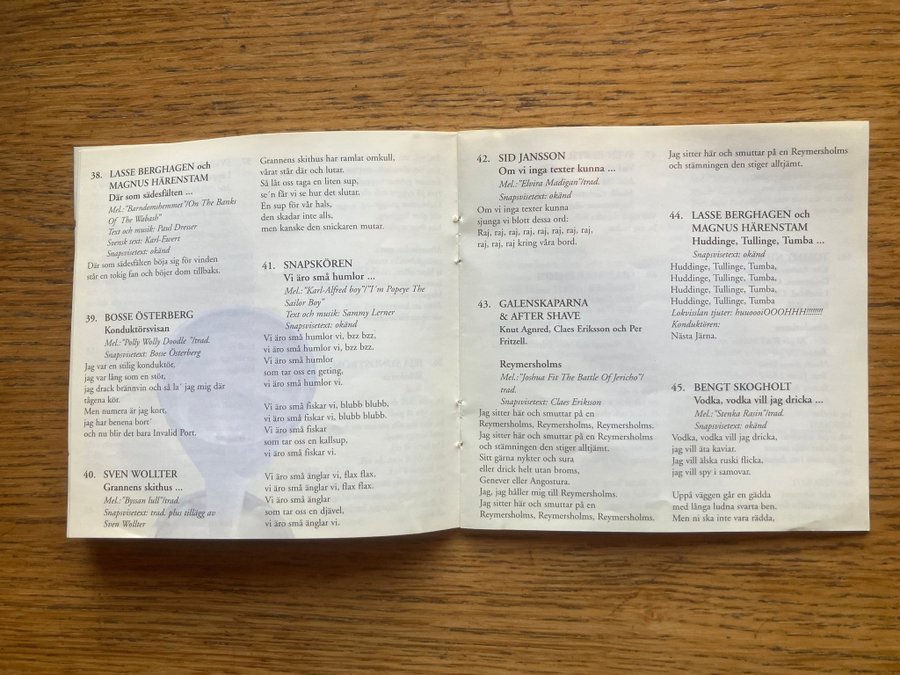 38. LASSE BERGHAGEN och
MAGNUS HÄRENSTAM
Där som sädesfälten ...
Mel.:"Barndomshemmet"/On The Banks
Of The Wabash"
Text och musik: Paul Dresser
Svensk text: Karl-Ewert
Snapsvisetext: okänd
Där som sädesfälten böja sig för vinden
står en tokig fan och böjer dom tillbaks.
39. BOSSE ÖSTERBERG
Konduktörsvisan
Mel.:"Polly Wolly Doodle "/trad.
Snapsvisetext: Bosse Österberg
Jag var en stilig konduktör,
jag var lång som en stör,
jag drack brännvin och så la´ jag mig där
tågena kör.
Men numera är jag kort,
jag har benena bort´
och nu blir det bara Invalid Port.
40. SVEN WOLLTER
Grannens skithus ...
Mel.:"Byssan lull"/trad.
Snapsvisetext: trad. plus tillägg av
Sven Wollter
Grannens skithus har ramlat omkull,
vårat står där och lutar.
Så låt oss taga en liten sup,
se´n får vi se hur det slutar.
En sup för vår hals,
den skadar inte alls,
men kanske den snickaren mutar.
41. SNAPSKÖREN
Vi äro små humlor ...
Mel.:"Karl-Alfred boy"/"I´m Popeye The
Sailor Boy"
Text och musik: Sammy Lerner
Snapsvisetext: okänd
Vi äro små humlor vi, bzz bzz,
vi äro små humlor vi, bzz bzz.
Vi äro små humlor
som tar oss en geting,
vi äro små humlor vi.
Vi äro små fiskar vi, blubb blubb,
vi äro små fiskar vi, blubb blubb.
Vi äro små fiskar
som tar oss en kallsup,
vi äro små fiskar vi.
Vi äro små änglar vi, flax flax.
vi äro små änglar vi, flax flax.
Vi äro små änglar
som tar oss en djävel,
vi äro små änglar vi.
42. SID JANSSON
Om vi inga texter kunna ...
Mel.:"Elvira Madigan"/trad.
Snapsvisetext: okänd
Om vi inga texter kunna
sjunga vi blott dessa ord:
Raj, raj, raj, raj, raj, raj, raj, raj,
raj, raj, raj kring våra bord.
43. GALENSKAPARNA
& AFTER SHAVE
Knut Agnred, Claes Eriksson och Per
Fritzell.
Reymersholms
Mel.:"Joshua Fit The Battle Of Jericho"/
trad.
Snapsvisetext: Claes Eriksson
Jag sitter här och smuttar på en
Reymersholms, Reymersholms, Reymersholms.
Jag sitter här och smuttar på en Reymersholms
och stämningen den stiger alltjämt.
Sitt gärna nykter och sura
eller drick helt utan broms,
Genever eller Angostura.
Jag, jag håller mig till Reymersholms.
Jag sitter här och smuttar på en
Reymersholms, Reymersholms, Reymersholms.
Jag sitter här och smuttar på en Reymersholms
och stämningen den stiger alltjämt.
44. LASSE BERGHAGEN och
MAGNUS HÄRENSTAM
Huddinge, Tullinge, Tumba ...
Snapsvisetext: okänd
Huddinge, Tullinge, Tumba,
Huddinge, Tullinge, Tumba,
Huddinge, Tullinge, Tumba,
Huddinge, Tullinge, Tumba
Lokvisslan tjuter: huuoooiOOOHHH!!!!!!!!
Konduktören:
Nästa Järna.
45. BENGT SKOGHOLT
Vodka, vodka vill jag dricka ...
Mel.:"Stenka Rasin"/trad.
Snapsvisetext: okänd
Vodka, vodka vill jag dricka,
jag vill äta kaviar.
Jag vill älska ruski flicka,
jag vill spy i samovar.
Uppå väggen går en gädda
med långa ludna svarta ben.
Men ni ska inte vara rädda,